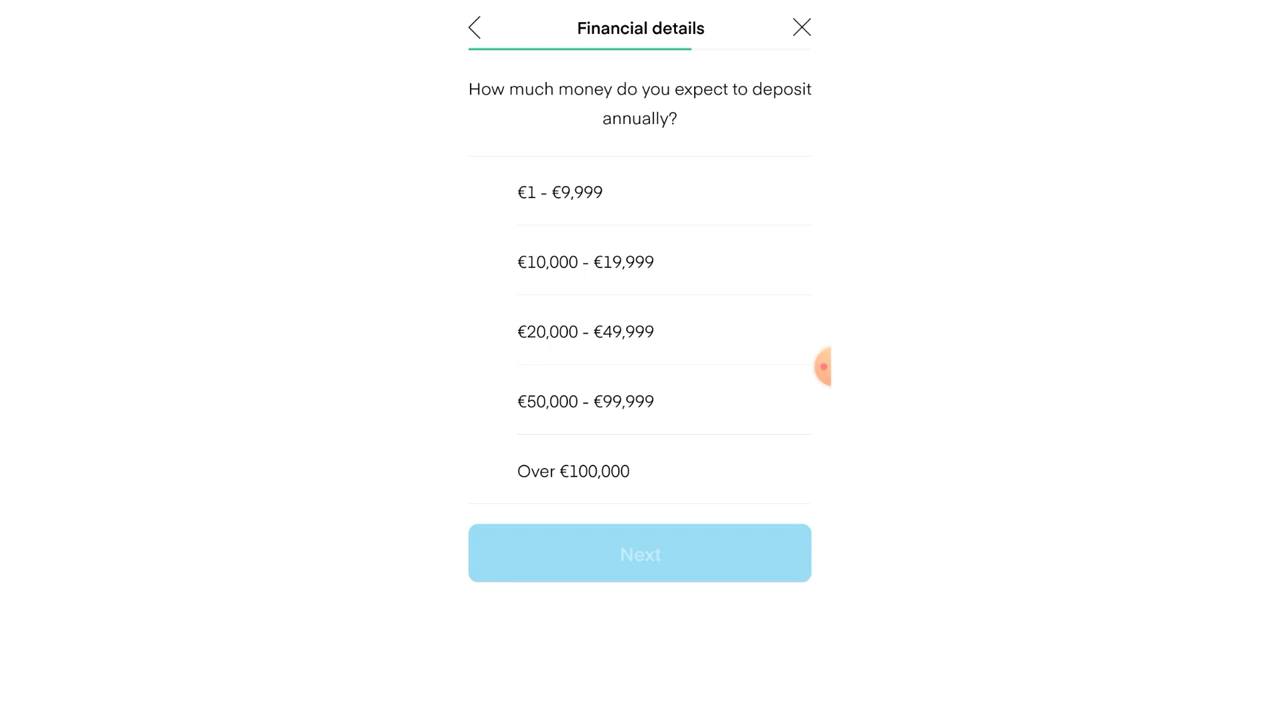 Financial details
How much money do you expect to deposit
annually?
€1 - €9,999
€10,000 - €19,999
€20,000 - €49,999
€50,000 - €99,999
Over €100,000
Next